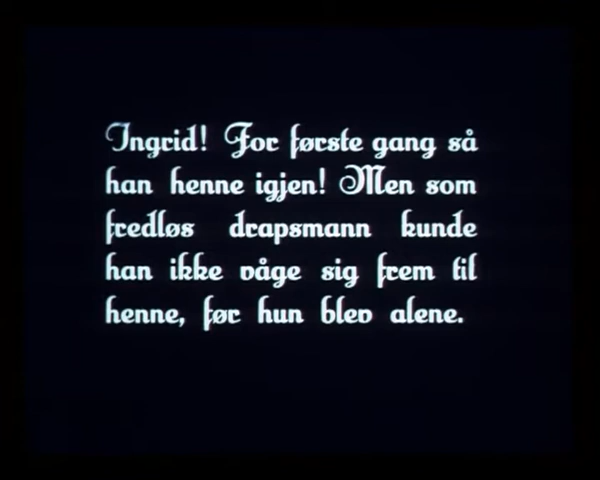 Ingrid! For første gang så
han henne igjen! Men som
fredløs drapsmann kunde
han ikke våge sig frem til
henne, før hun blev alene.